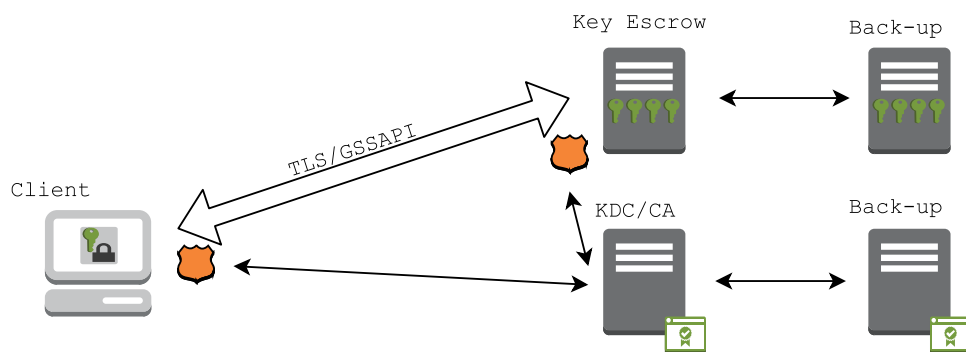 Key Escrow
Back-up
TLS/GSSAPI
Client
KDC/CA
Back-up